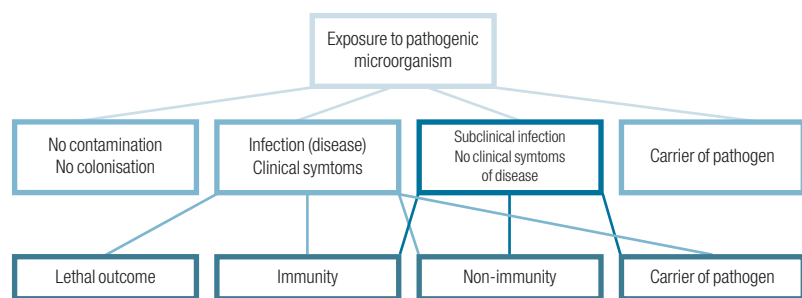 Exposure to pathogenic
microorganism
No contamination
No colonisation
Infection (disease)
Clinical symtoms
Subclinical infection
No clinical symtoms
of disease
Carrier of pathogen
Lethal outcome
Immunity
Non-immunity
Carrier of pathogen